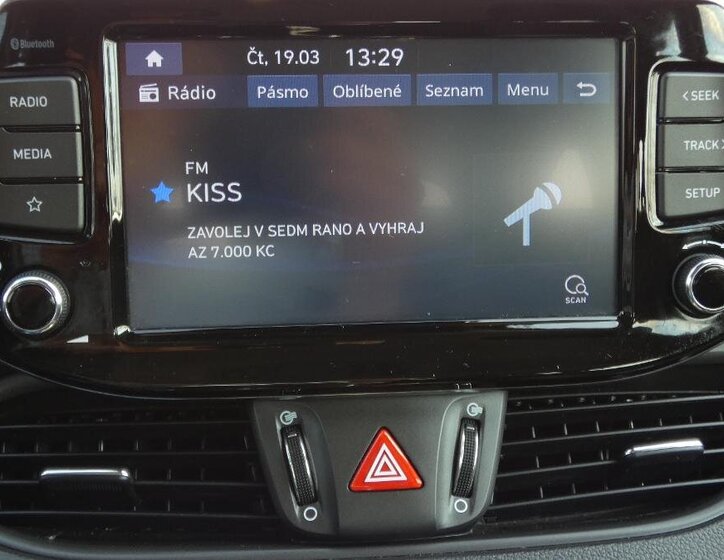 Bluetooth
Čt, 19.03 13:29
Rádio Pásmo Oblíbené Seznam Menu
RADIO
MEDIA
< SEEK
TRACK >
SETUP
FM
KISS
ZAVOLEJ V SEDM RANO A VYHRAJ
AZ 7.000 KC
SCAN